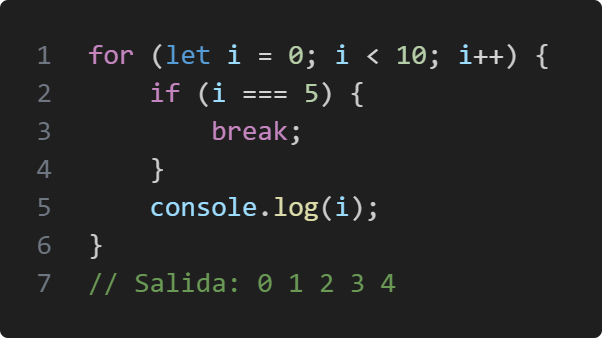 1 for (let i = 0; i < 10; i++) {
2     if (i === 5) {
3         break;
4     }
5     console.log(i);
6 }
7 // Salida: 0 1 2 3 4